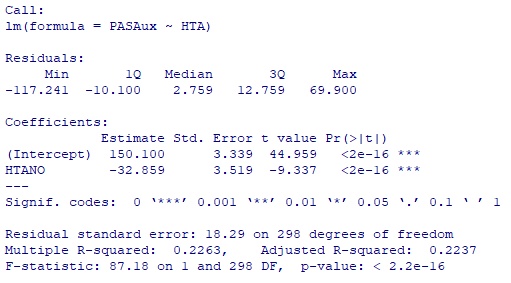 Call:
lm(formula = PASAux ~ HTA)
Residuals:
Min 1Q Median 3Q Max
-117.241 -10.100 2.759 12.759 69.900
Coefficients:
Estimate Std. Error t value Pr(>|t|)
(Intercept) 150.100 3.339 44.959 <2e-16 ***
HTANO -32.859 3.519 -9.337 <2e-16 ***
---
Signif. codes: 0 ‘***’ 0.001 ‘**’ 0.01 ‘*’ 0.05 ‘.’ 0.1 ‘ ’ 1
Residual standard error: 18.29 on 298 degrees of freedom
Multiple R-squared: 0.2263, Adjusted R-squared: 0.2237
F-statistic: 87.18 on 1 and 298 DF, p-value: < 2.2e-16